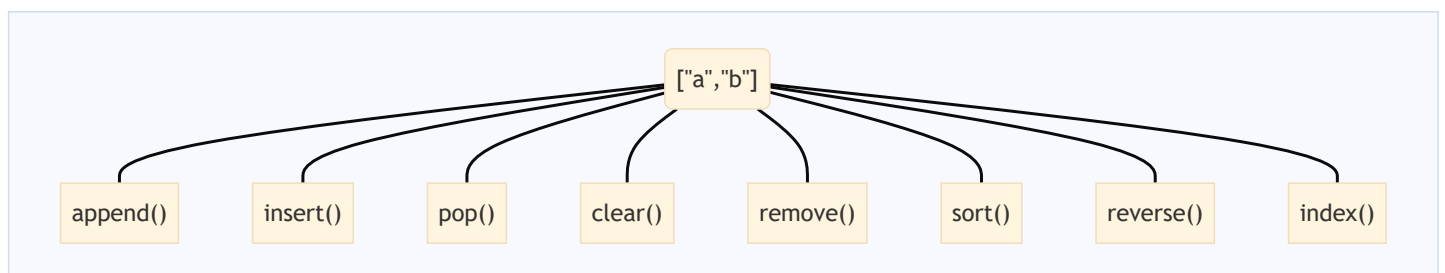 ["a","b"]
append() insert() pop() clear() remove() sort() reverse() index()